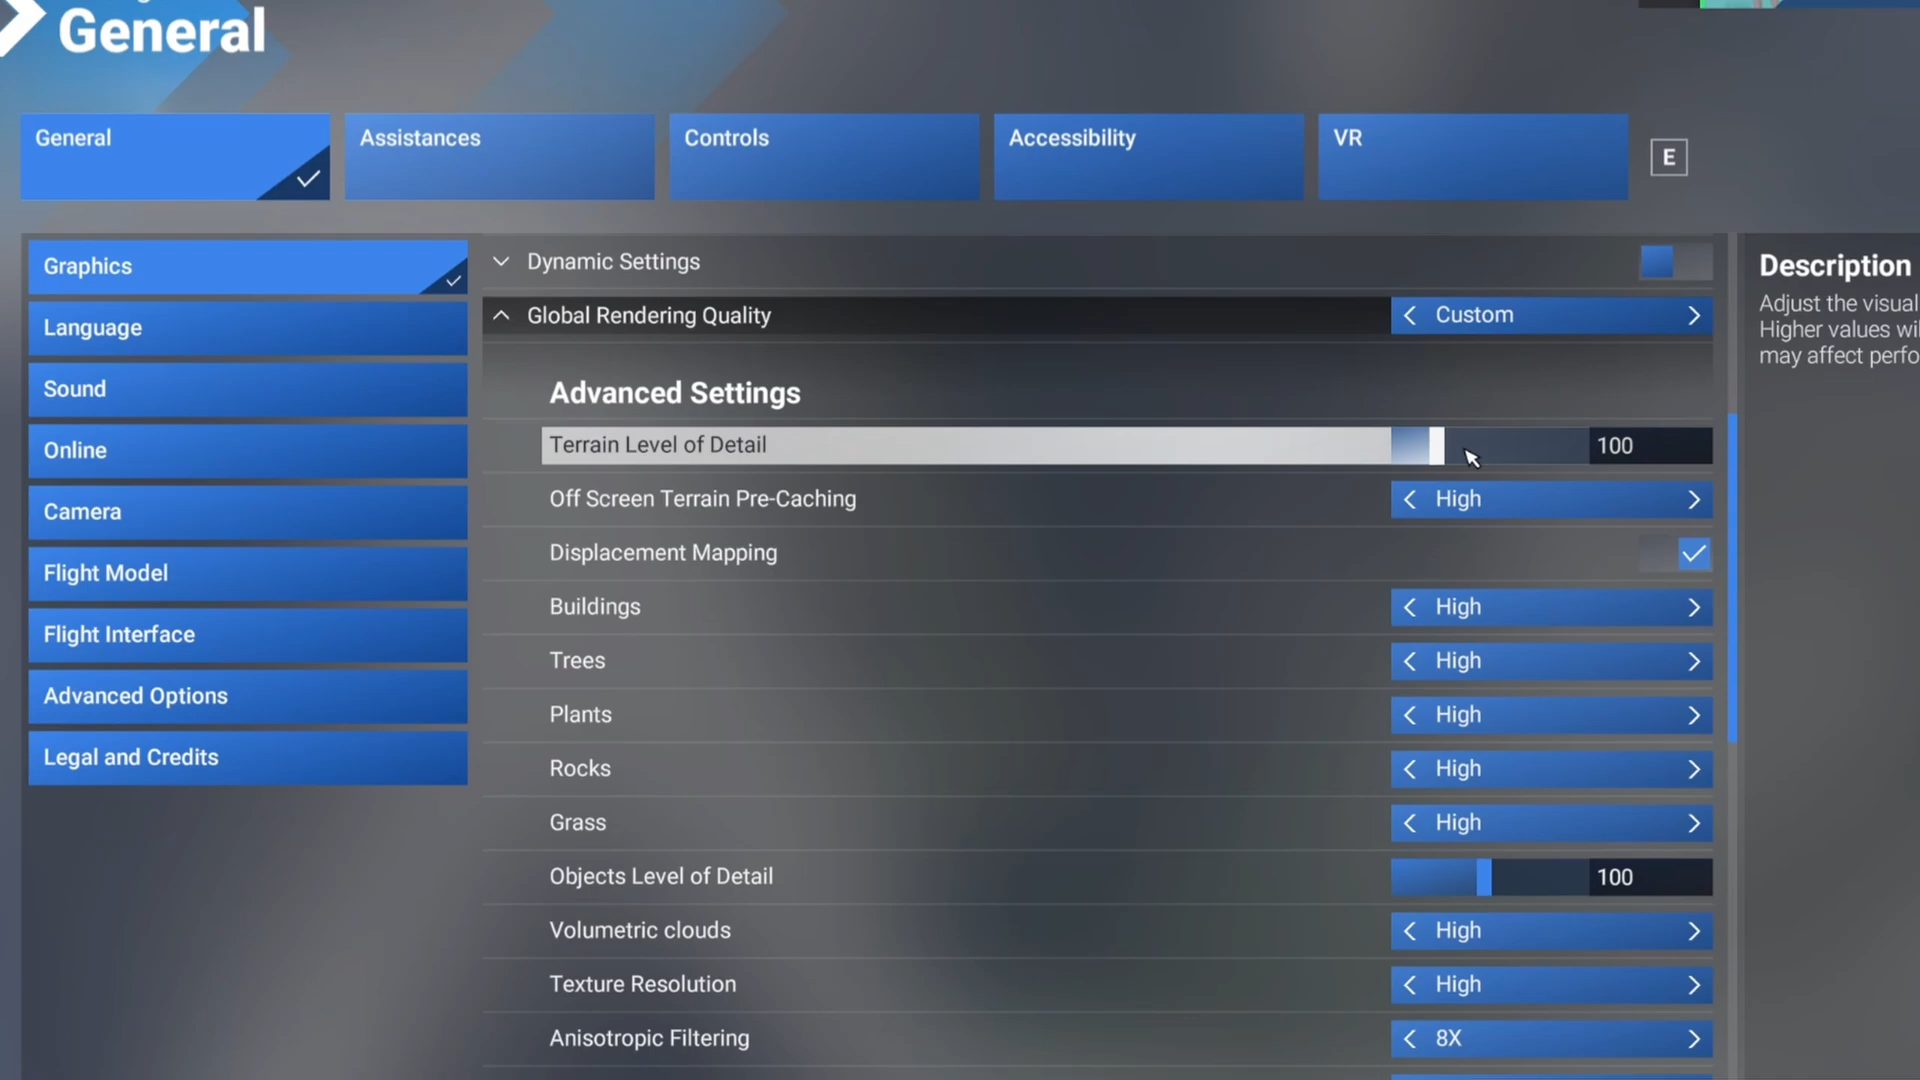 General
General
Assistances
Controls
Accessibility
VR
E
Graphics
Language
Sound
Online
Camera
Flight Model
Flight Interface
Advanced Options
Legal and Credits
Dynamic Settings
Global Rendering Quality Custom
Advanced Settings
Terrain Level of Detail 100
Off Screen Terrain Pre-Caching High
Displacement Mapping
Buildings High
Trees High
Plants High
Rocks High
Grass High
Objects Level of Detail 100
Volumetric clouds High
Texture Resolution High
Anisotropic Filtering 8X
Description
Adjust the visual
Higher values wi
may affect perfo